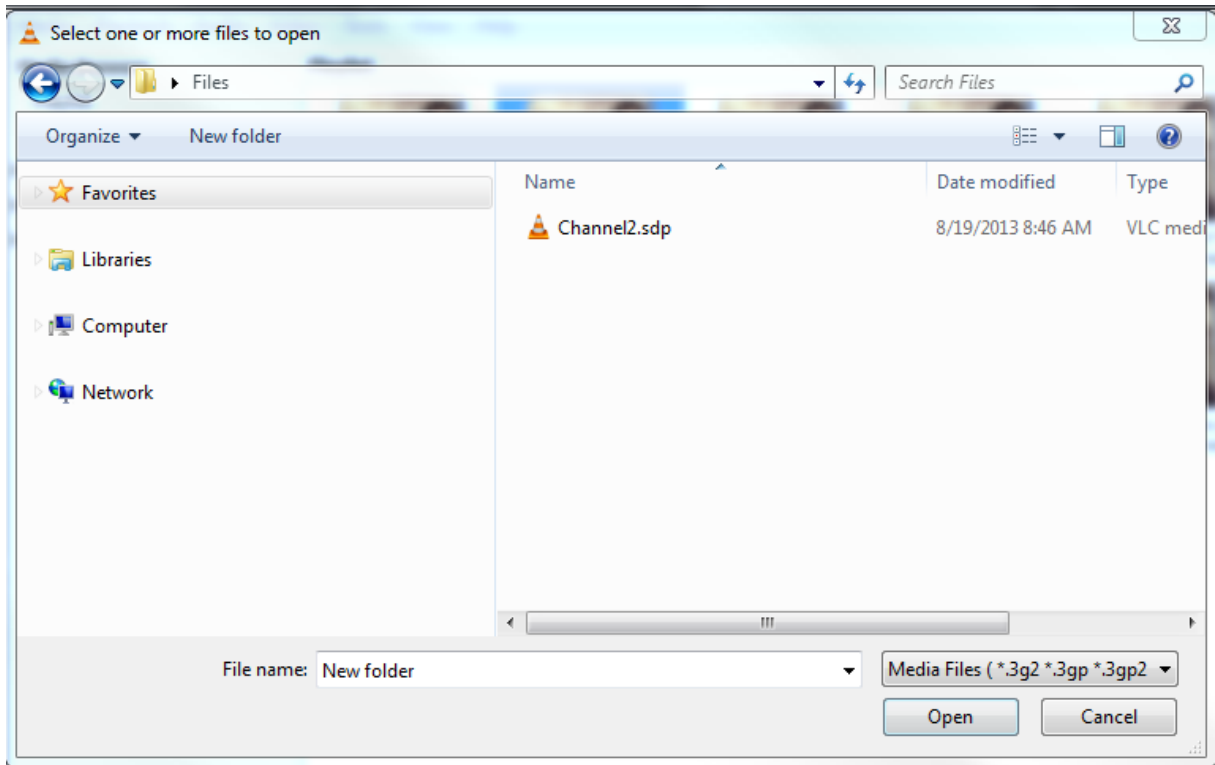 Select one or more files to open
Files
Search Files
Organize
New folder
Name
Date modified
Type
Favorites
Channel2.sdp
8/19/2013 8:46 AM
VLC medi
Libraries
Computer
Network
File name:
New folder
Media Files ( *.3g2 *.3gp *.3gp2
Open
Cancel